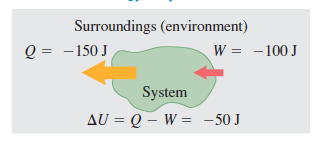 Surroundings (environment)
Q = −150 J W = −100 J
System
ΔU = Q − W = −50 J